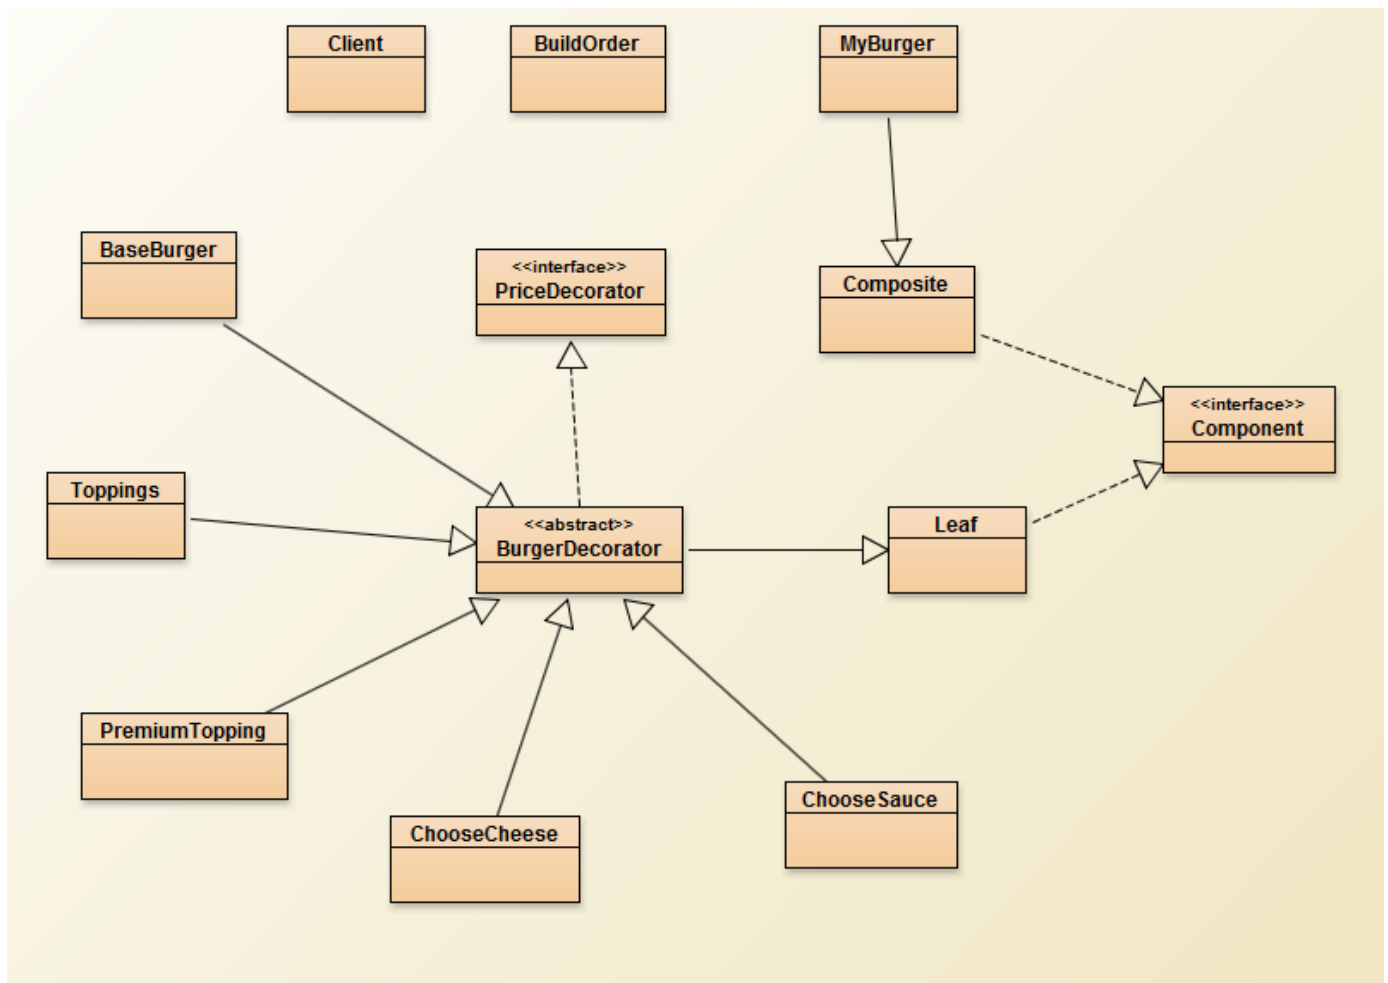 Client
BuildOrder
MyBurger
BaseBurger
<<interface>>
PriceDecorator
Composite
<<interface>>
Component
Toppings
<<abstract>>
BurgerDecorator
Leaf
PremiumTopping
ChooseCheese
ChooseSauce